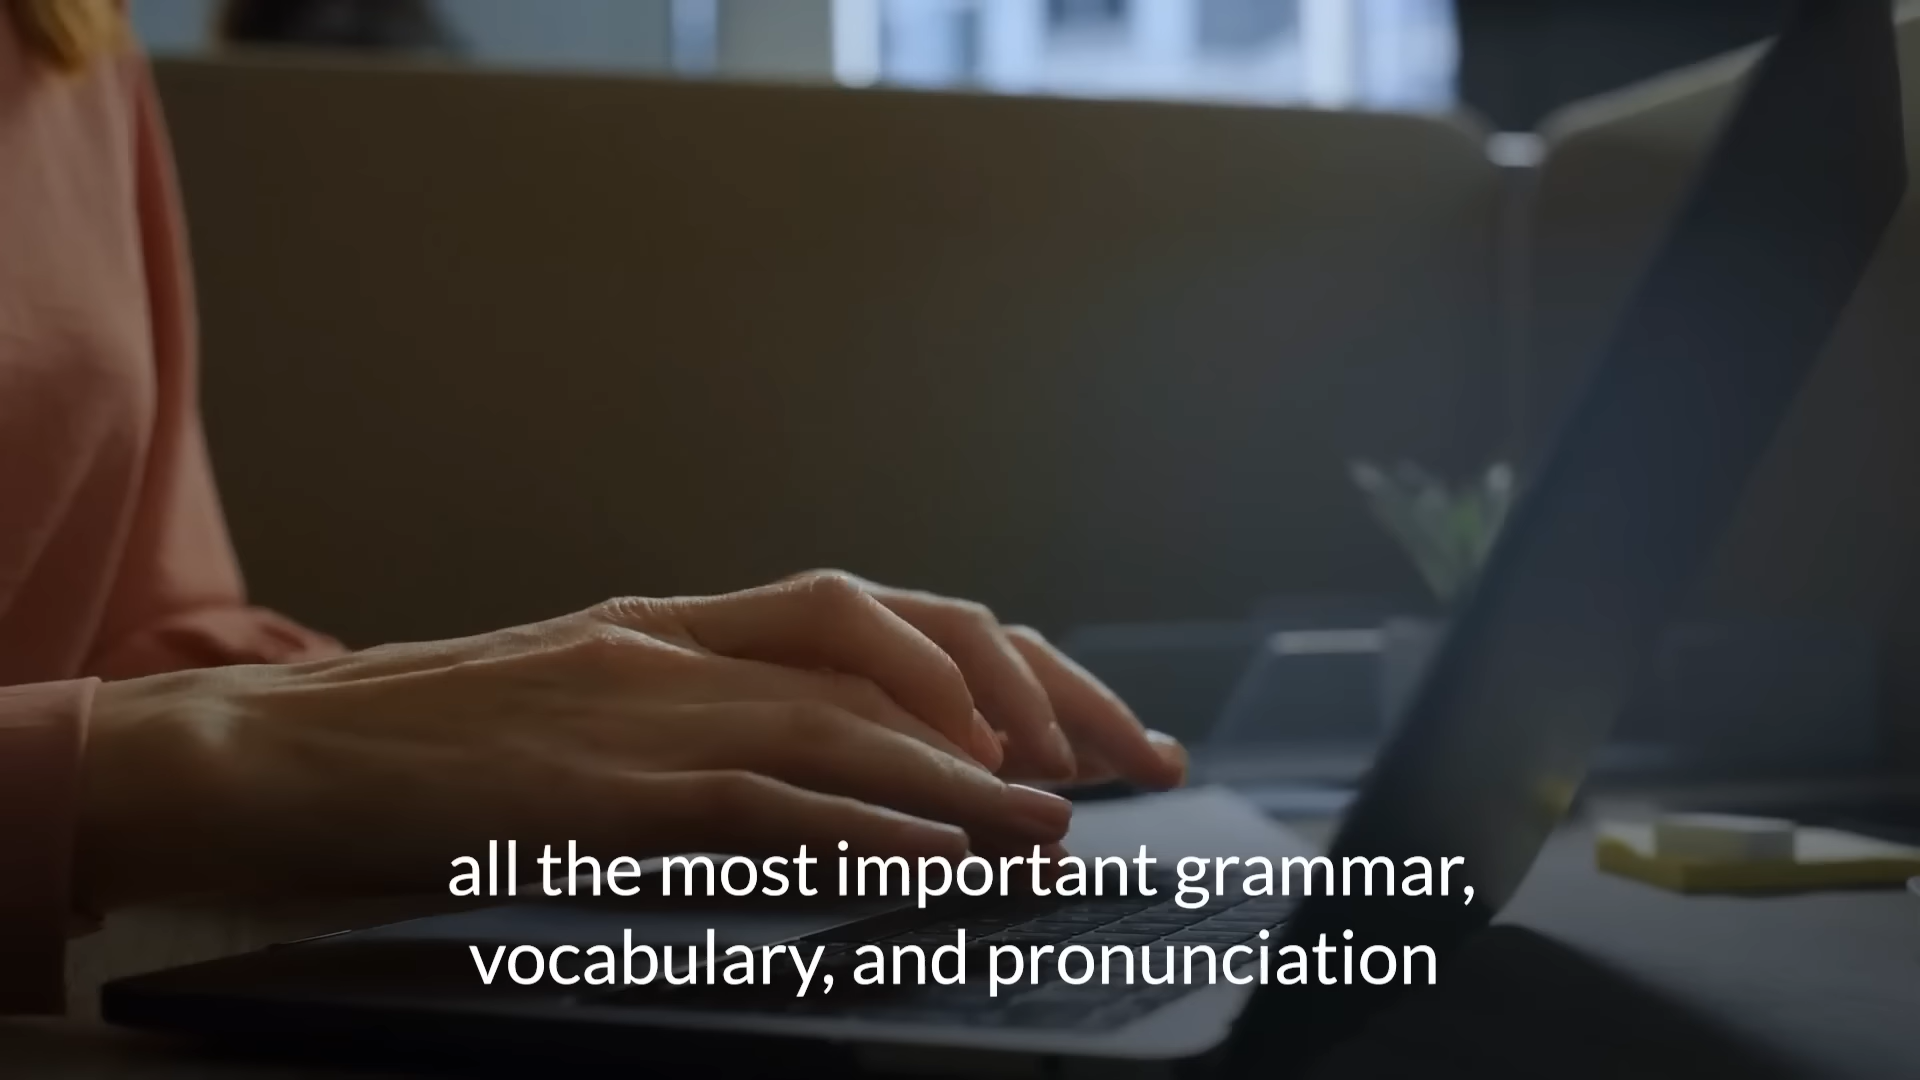 all the most important grammar,
vocabulary, and pronunciation